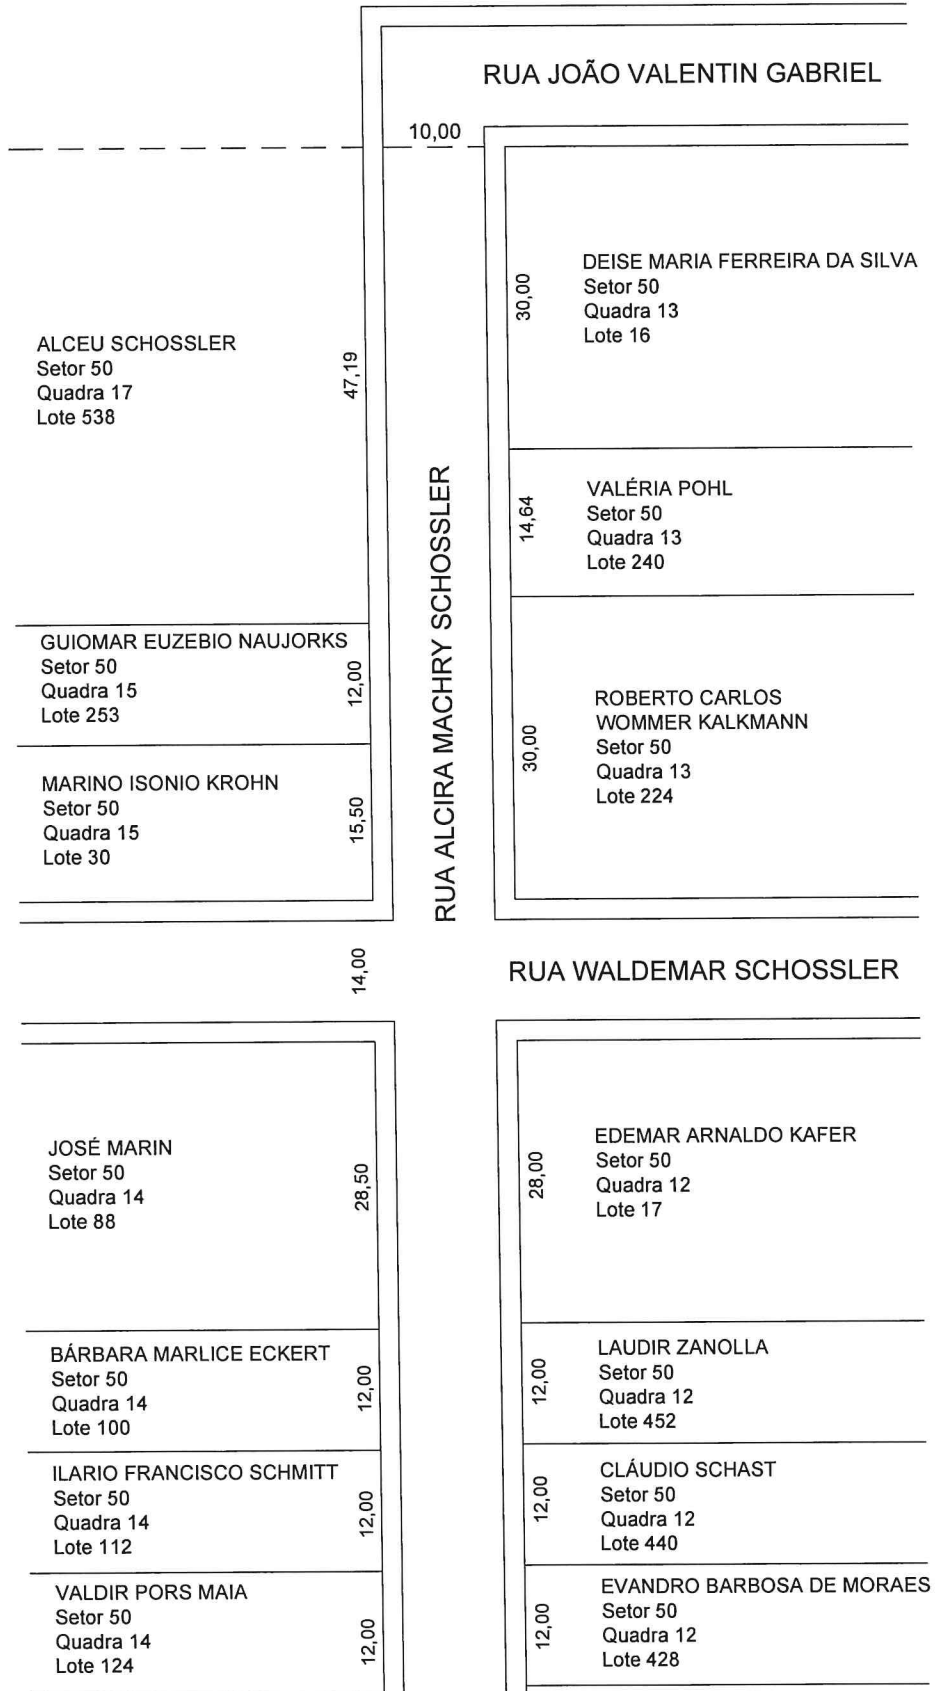 RUA JOÃO VALENTIN GABRIEL
10,00
DEISE MARIA FERREIRA DA SILVA
Setor 50
Quadra 13
Lote 16
30,00
ALCEU SCHOSSLER
Setor 50
Quadra 17
Lote 538
47,19
VALÉRIA POHL
Setor 50
Quadra 13
Lote 240
14,64
RUA ALCIRA MACHRY SCHOSSLER
GUIOMAR EUZEBIO NAUJORKS
Setor 50
Quadra 15
Lote 253
12,00
ROBERTO CARLOS
WOMMER KALKMANN
Setor 50
Quadra 13
Lote 224
30,00
MARINO ISONIO KROHN
Setor 50
Quadra 15
Lote 30
15,50
14,00
RUA WALDEMAR SCHOSSLER
JOSÉ MARIN
Setor 50
Quadra 14
Lote 88
28,50
EDEMAR ARNALDO KAFER
Setor 50
Quadra 12
Lote 17
28,00
BÁRBARA MARLICE ECKERT
Setor 50
Quadra 14
Lote 100
12,00
LAUDIR ZANOLLA
Setor 50
Quadra 12
Lote 452
12,00
ILARIO FRANCISCO SCHMITT
Setor 50
Quadra 14
Lote 112
12,00
CLÁUDIO SCHAST
Setor 50
Quadra 12
Lote 440
12,00
VALDIR PORS MAIA
Setor 50
Quadra 14
Lote 124
12,00
EVANDRO BARBOSA DE MORAES
Setor 50
Quadra 12
Lote 428
12,00